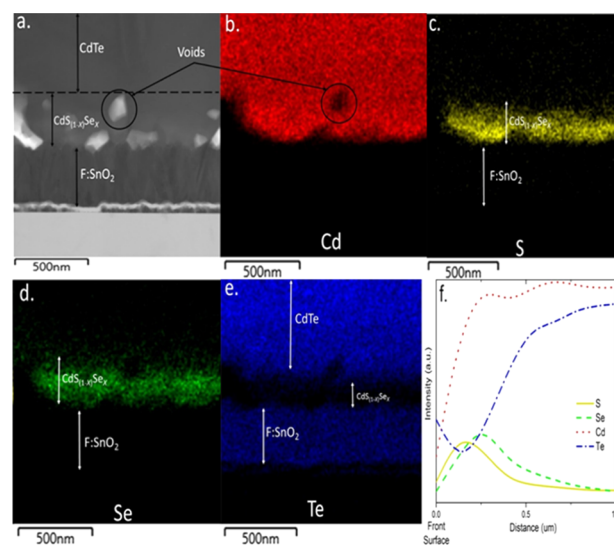 a.
CdTe
Voids
CdS(1-x)Sex
F:SnO2
500nm
b.
Cd
500nm
c.
CdS(1-x)Sex
F:SnO2
S
500nm
d.
CdS(1-x)Sex
F:SnO2
Se
500nm
e.
CdTe
CdS(1-x)Sex
F:SnO2
Te
500nm
f.
Intensity (a.u.)
S
Se
Cd
Te
0.0
0.5
1
Front
Surface
Distance (um)